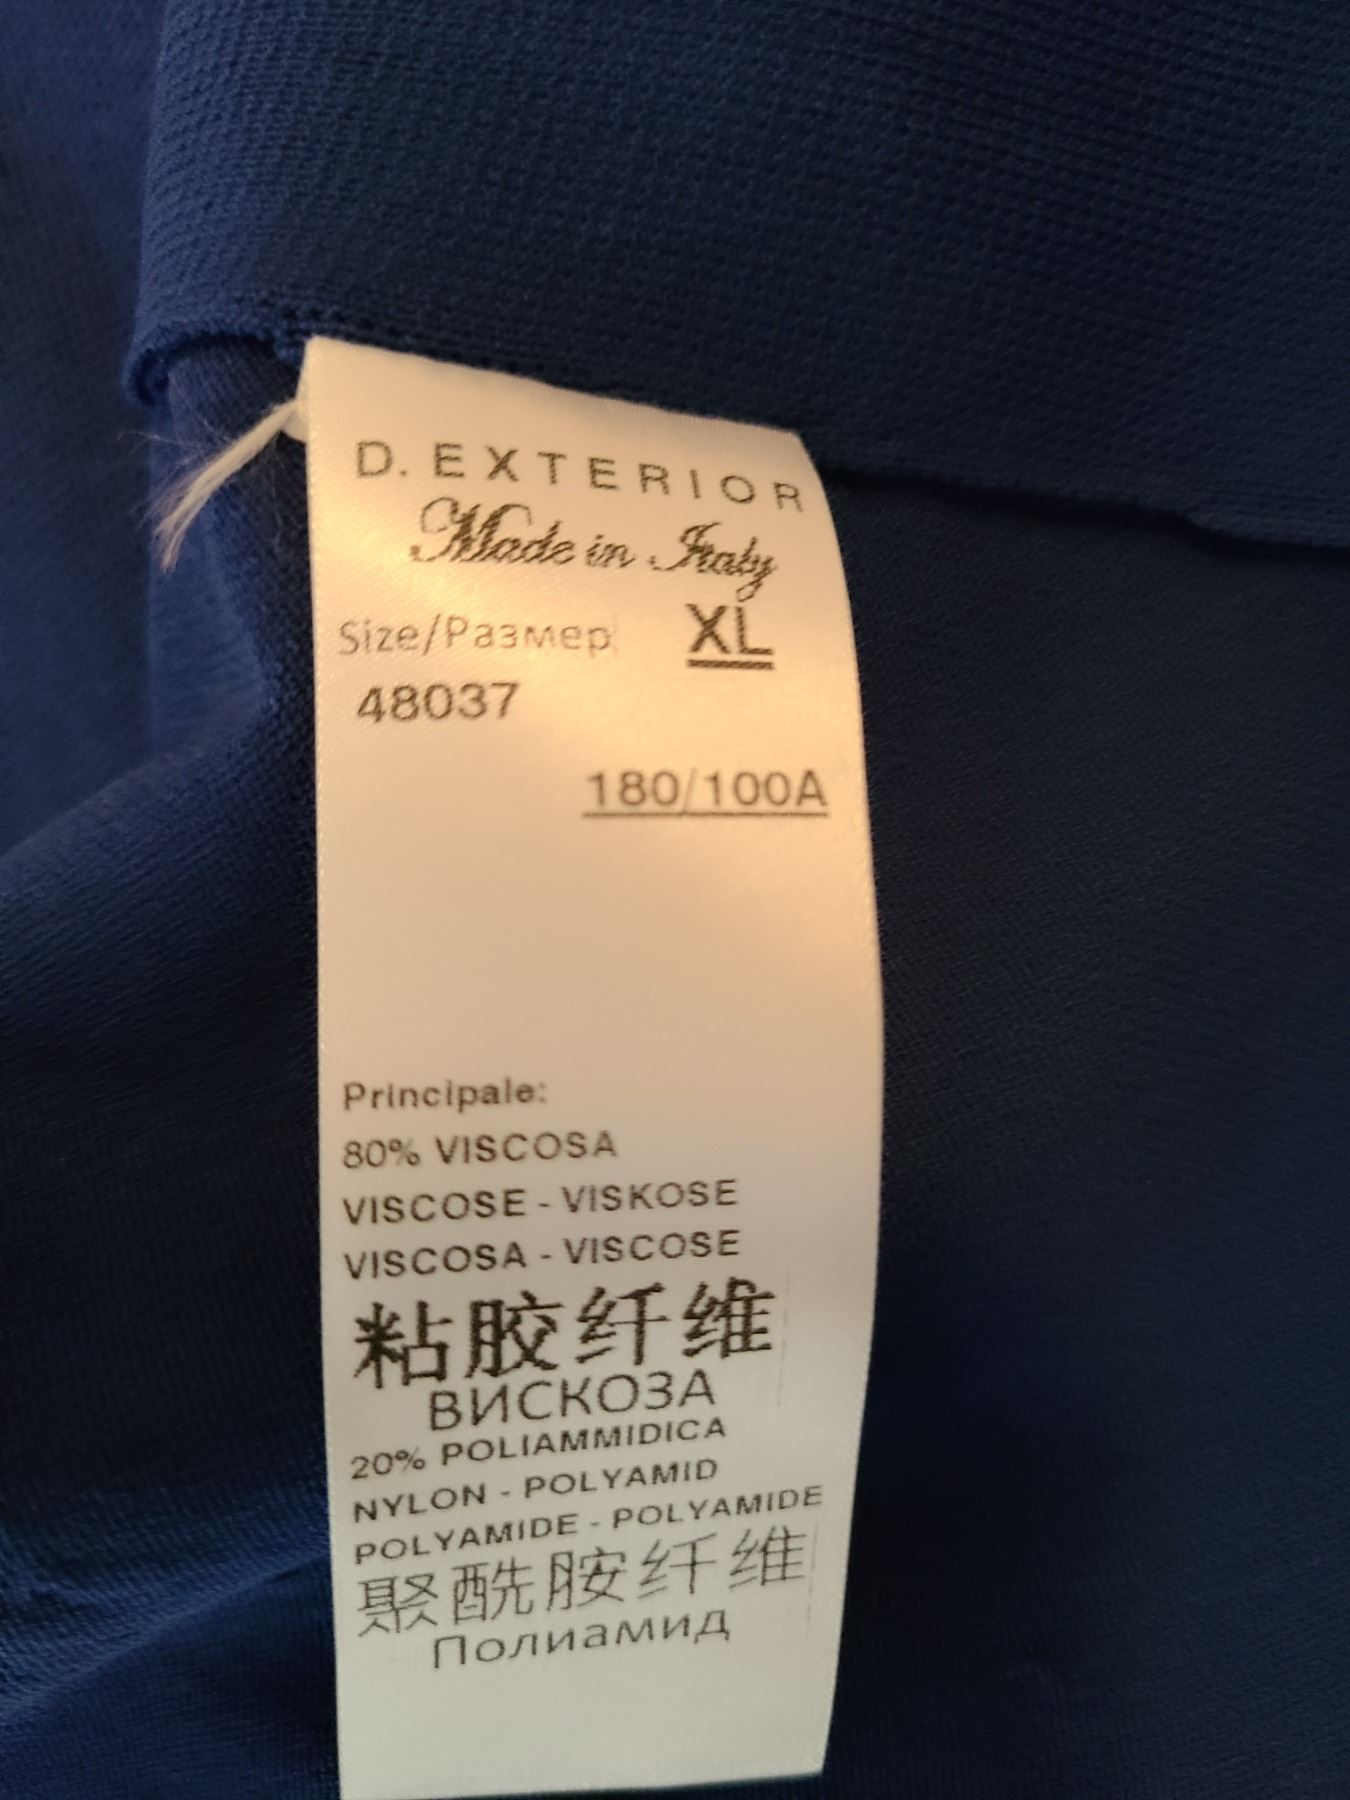 D. EXTERIOR
Made in Italy
Size/Размер XL
48037
180/100A
Principale:
80% VISCOSA
VISCOSE - VISKOSE
VISCOSA - VISCOSE
粘胶纤维
ВИСКОЗА
20% POLIAMMIDICA
NYLON - POLYAMID
POLYAMIDE - POLYAMIDE
聚酰胺纤维
Полиамид